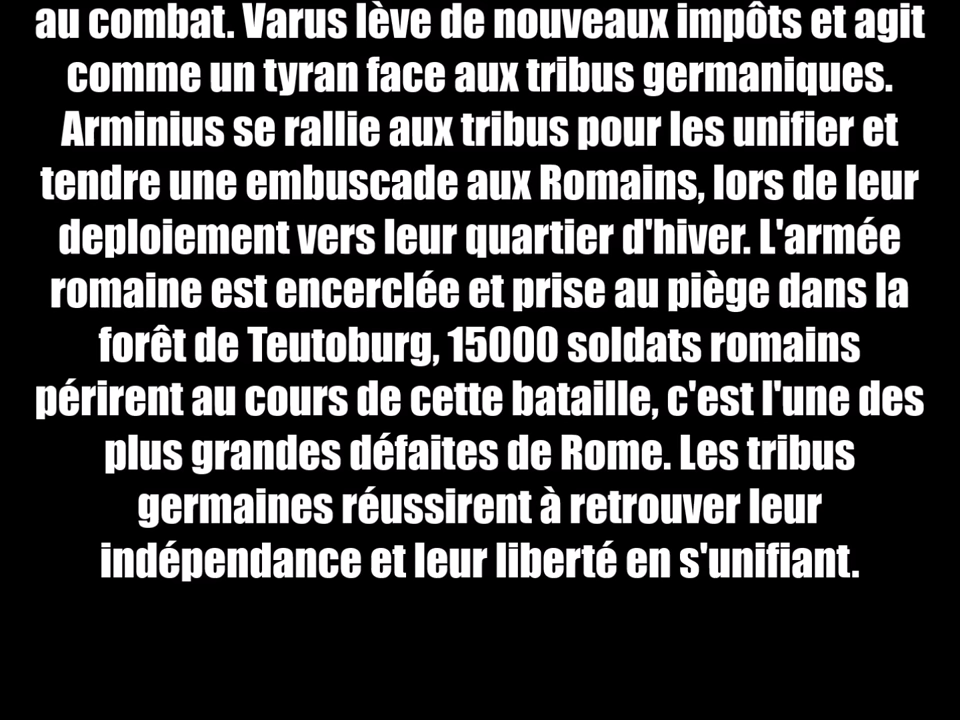 au combat. Varus lève de nouveaux impôts et agit
comme un tyran face aux tribus germaniques.
Arminius se rallie aux tribus pour les unifier et
tendre une embuscade aux Romains, lors de leur
deploiement vers leur quartier d'hiver. L'armée
romaine est encerclée et prise au piège dans la
forêt de Teutoburg, 15000 soldats romains
périrent au cours de cette bataille, c'est l'une des
plus grandes défaites de Rome. Les tribus
germaines réussirent à retrouver leur
indépendance et leur liberté en s'unifiant.